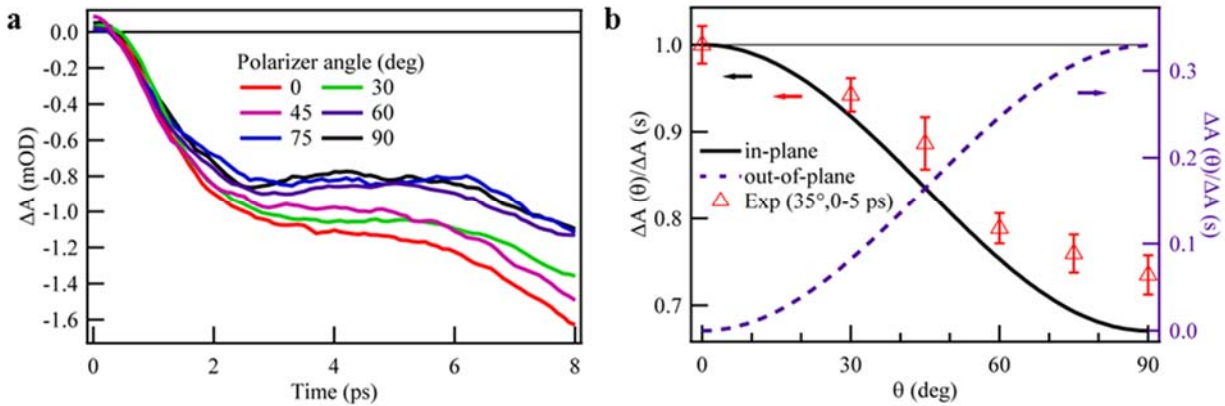 a
0.0
-0.2
-0.4
-0.6
-0.8
-1.0
-1.2
-1.4
-1.6
ΔA (mOD)
Polarizer angle (deg)
0 30
45 60
75 90
0 2 4 6 8
Time (ps)
b
1.0
0.9
0.8
0.7
ΔA (θ)/ΔA (s)
in-plane
out-of-plane
Exp (35°,0-5 ps)
0.3
0.2
0.1
0.0
ΔA (θ)/ΔA (s)
0 30 60 90
θ (deg)